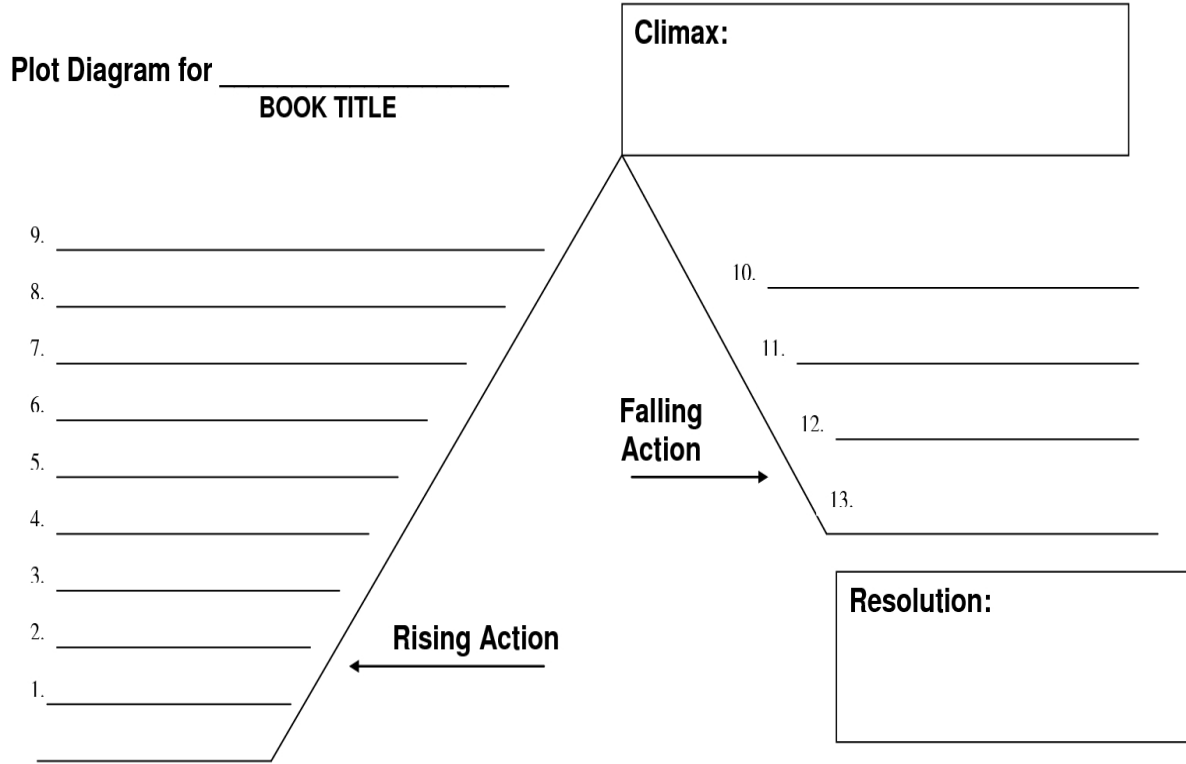 Climax:
Plot Diagram for ____________________
BOOK TITLE
9.
8.
7.
6.
5.
4.
3.
2.
1.
Rising Action
10.
11.
12.
13.
Falling
Action
Resolution: